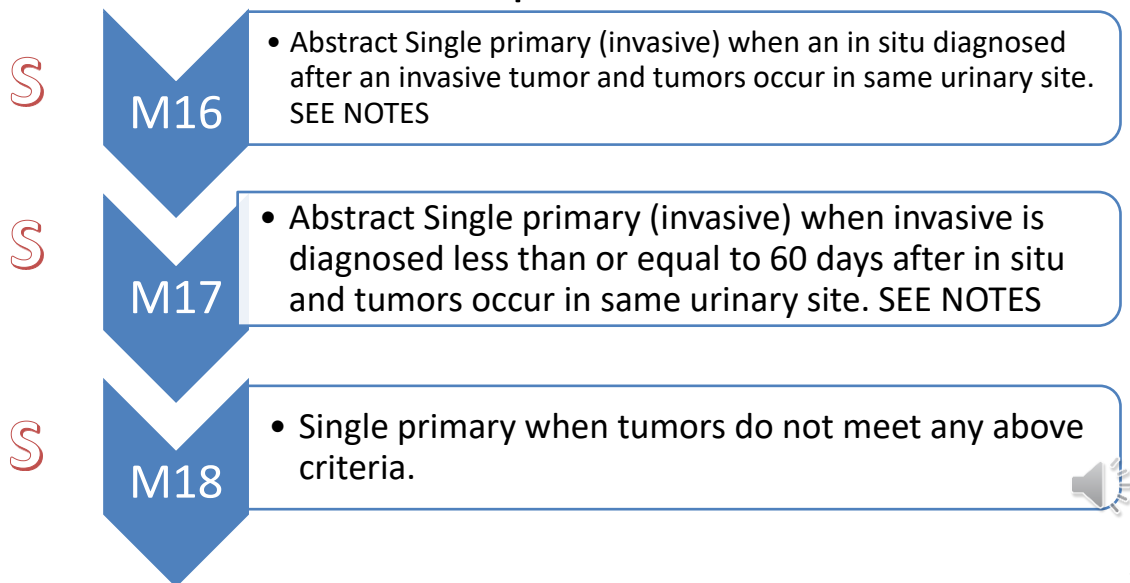 S
M16
• Abstract Single primary (invasive) when an in situ diagnosed
after an invasive tumor and tumors occur in same urinary site.
SEE NOTES
S
M17
• Abstract Single primary (invasive) when invasive is
diagnosed less than or equal to 60 days after in situ
and tumors occur in same urinary site. SEE NOTES
S
M18
• Single primary when tumors do not meet any above
criteria.